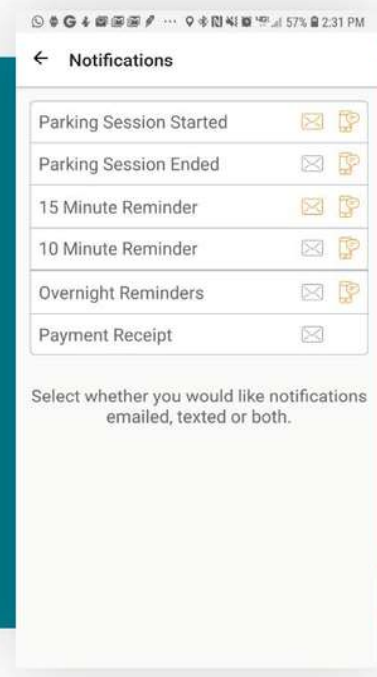 57% 2:31 PM
← Notifications
Parking Session Started
Parking Session Ended
15 Minute Reminder
10 Minute Reminder
Overnight Reminders
Payment Receipt
Select whether you would like notifications
emailed, texted or both.